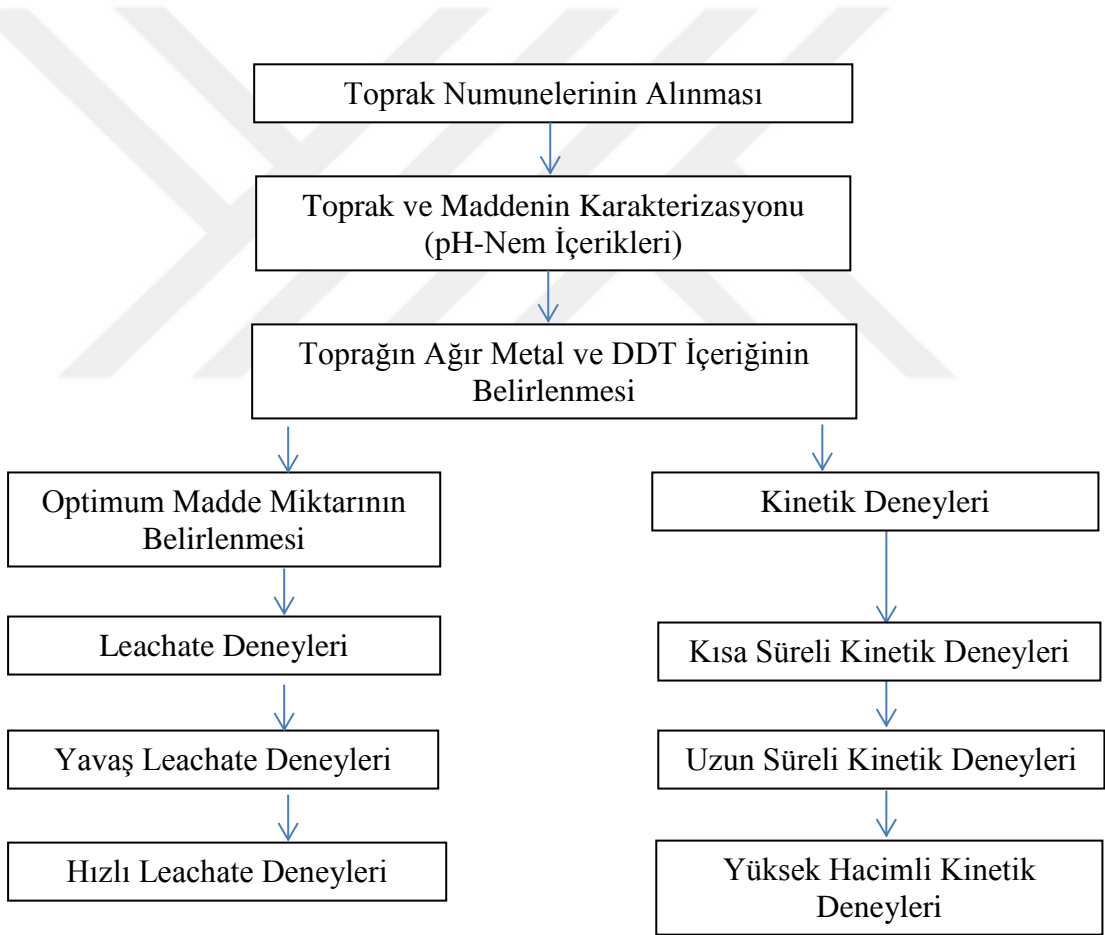 Toprak Numunelerinin Alınması
Toprak ve Maddenin Karakterizasyonu
(pH-Nem İçerikleri)
Toprağın Ağır Metal ve DDT İçeriğinin
Belirlenmesi
Optimum Madde Miktarının
Belirlenmesi
Leachate Deneyleri
Yavaş Leachate Deneyleri
Hızlı Leachate Deneyleri
Kinetik Deneyleri
Kısa Süreli Kinetik Deneyleri
Uzun Süreli Kinetik Deneyleri
Yüksek Hacimli Kinetik
Deneyleri